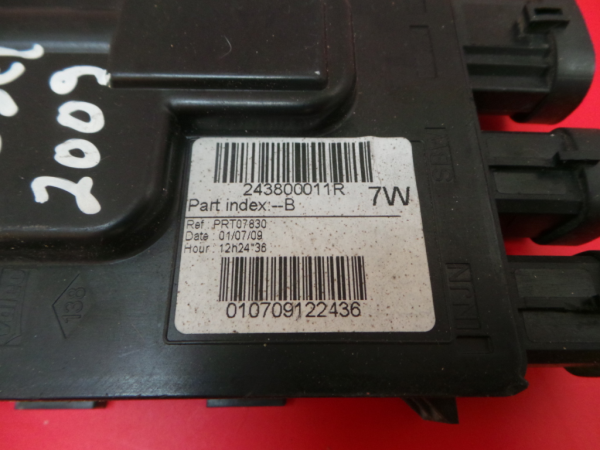 2009
243800011R
Part index:--B 7W
Ref : PRT07830
Date : 01/07/09
Hour : 12h24"36
010709122436